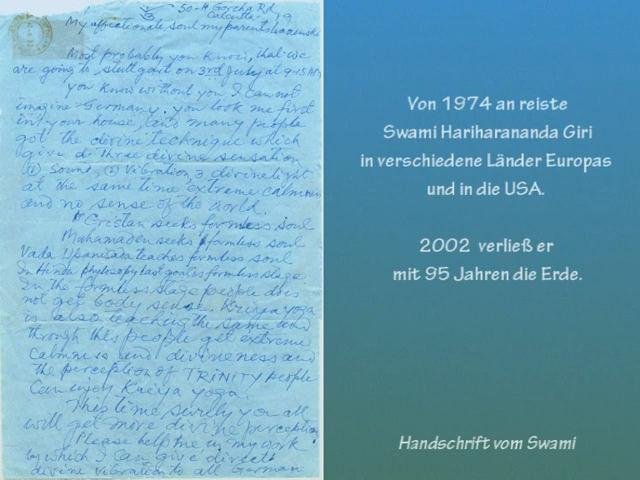 50-A Gorcha Rd.
Calcutta - 19
My affectionate soul my parents
Most probably you know, that we
are going to stuttgart on 3rd July at 9-15 AM
you know without you I can not
imagine Germany. you took me first
in your house, and many people
got the divine technique which
give d three divine sensation
(1) Sound, (2) Vibration 3 divine light
at the same time extreme calmness
and no sense of the world.
Cristan seeks formless soul
Mahamaden seeks formless soul
Vada Upanisada teaches formless soul
In Hindu philosophy last goal is formless stage
In the formless stage people does
not get body sense. Kriya yoga
is also teaching the same and
through this people get extreme
Calmness and divineness and
the perception of TRINITY People
Can enjoy Kriya yoga.
This time surely you all
will get more divine perception
Please help me in my work
by which I can give direct
divine vibration to all German
Von 1974 an reiste
Swami Hariharananda Giri
in verschiedene Länder Europas
und in die USA.
2002 verließ er
mit 95 Jahren die Erde.
Handschrift vom Swami